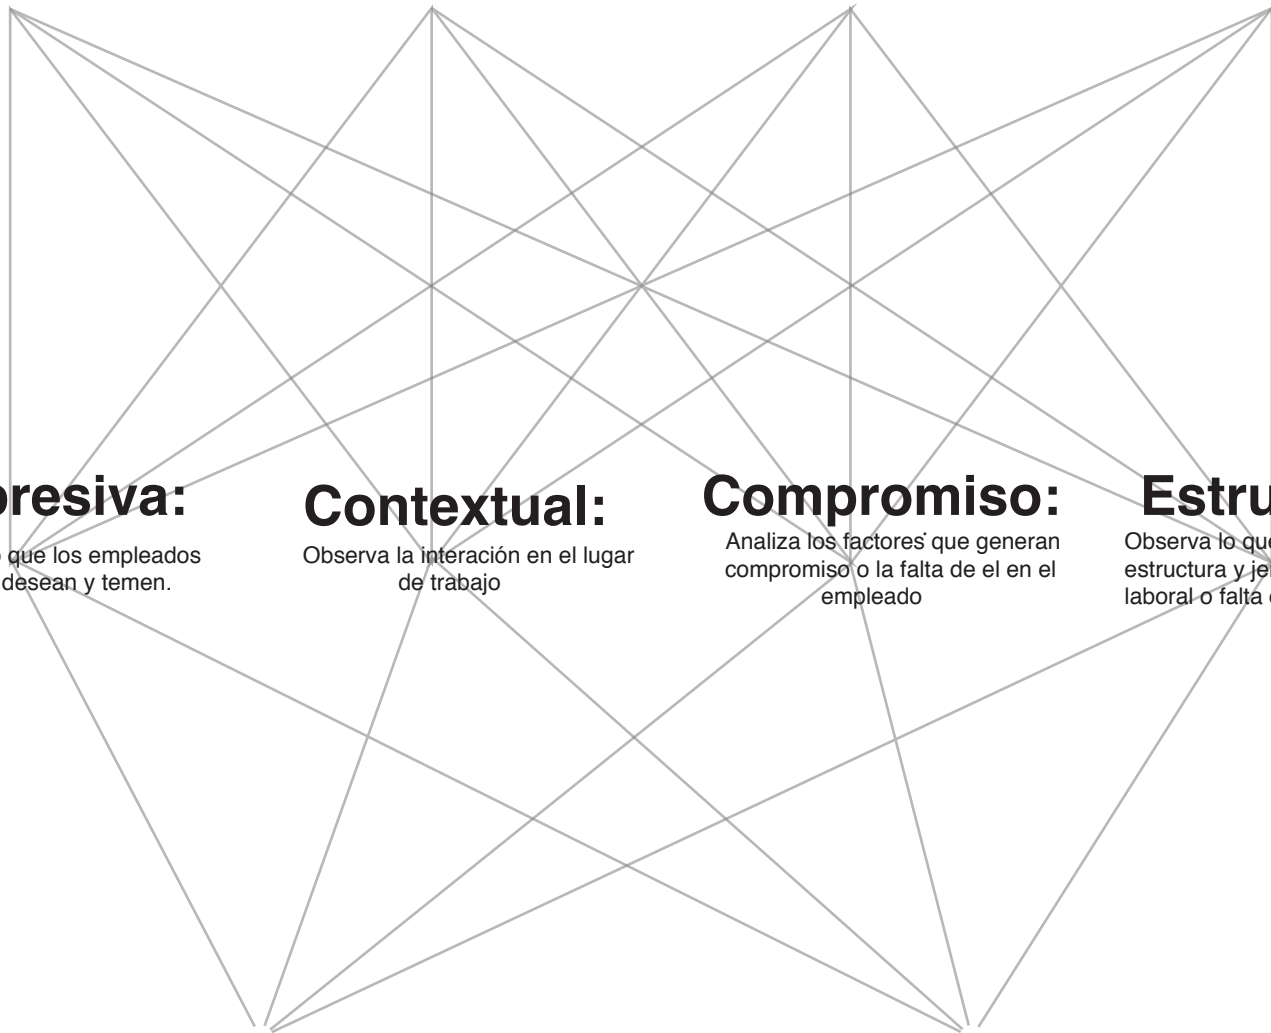 presiva:
que los empleados
desean y temen.
Contextual:
Observa la interación en el lugar
de trabajo
Compromiso:
Analiza los factores que generan
compromiso o la falta de el en el
empleado
Estru
Observa lo que
estructura y je
laboral o falta